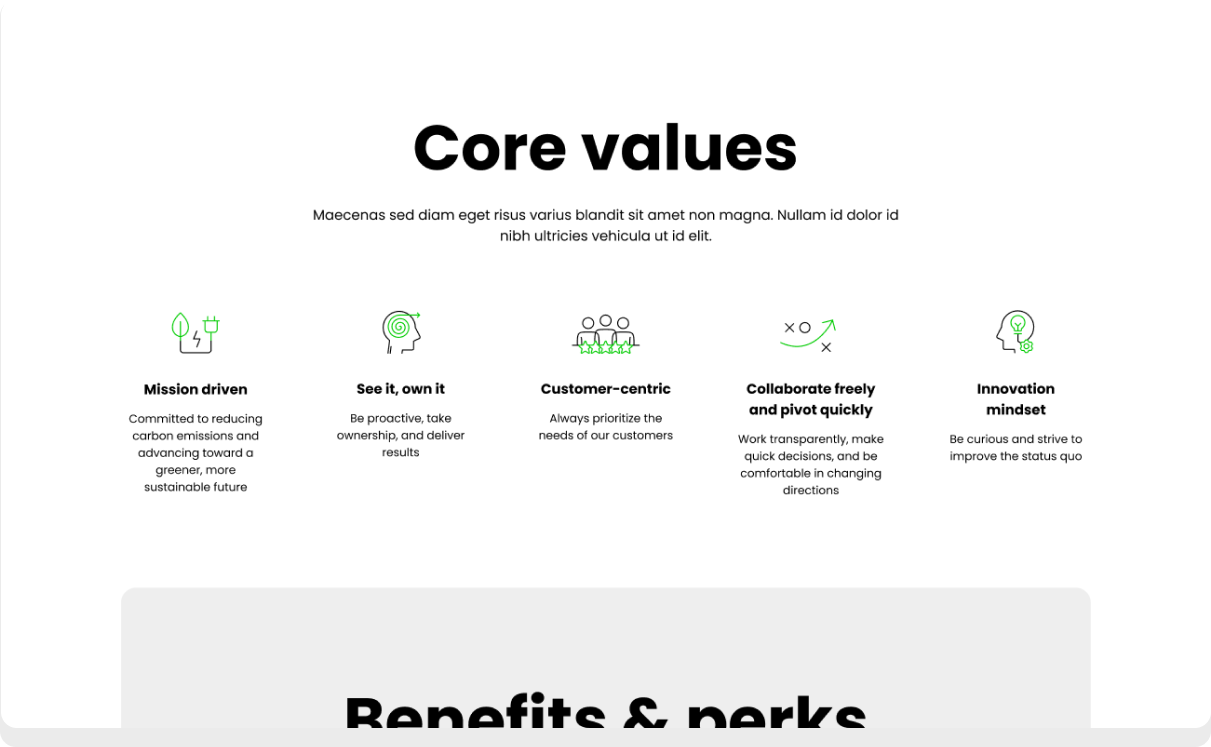 Core values
Maecenas sed diam eget risus varius blandit sit amet non magna. Nullam id dolor id
nibh ultricies vehicula ut id elit.
Mission driven
Committed to reducing
carbon emissions and
advancing toward a
greener, more
sustainable future
See it, own it
Be proactive, take
ownership, and deliver
results
Customer-centric
Always prioritize the
needs of our customers
Collaborate freely
and pivot quickly
Work transparently, make
quick decisions, and be
comfortable in changing
directions
Innovation
mindset
Be curious and strive to
improve the status quo
Benefits & perks